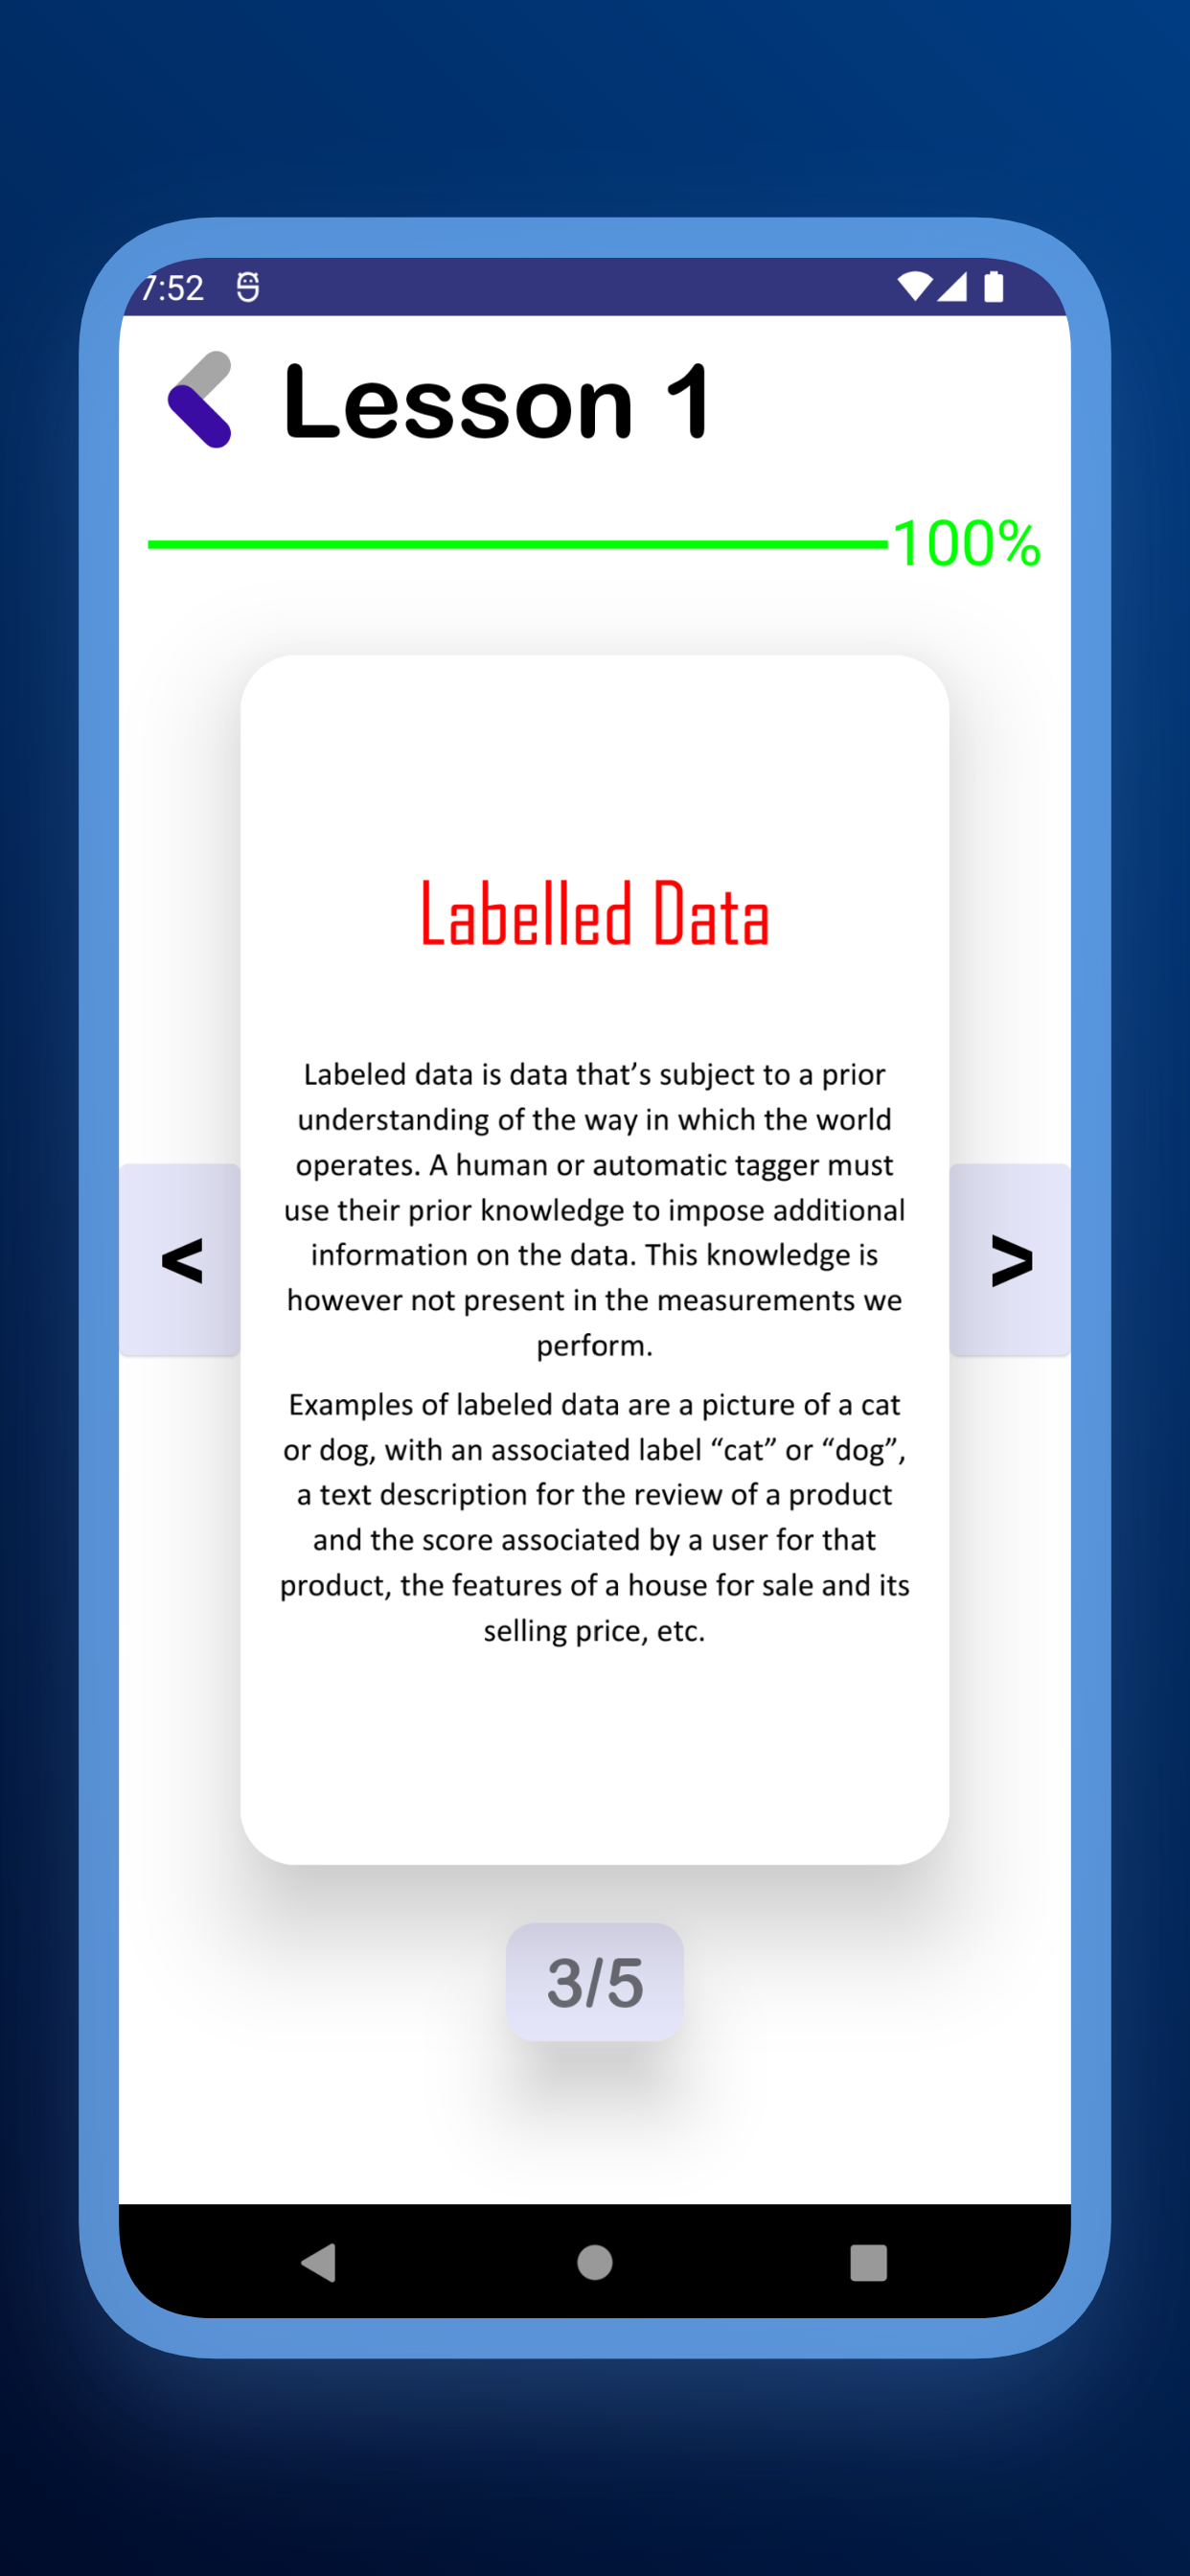 7:52
Lesson 1
100%
Labelled Data
Labeled data is data that’s subject to a prior
understanding of the way in which the world
operates. A human or automatic tagger must
use their prior knowledge to impose additional
information on the data. This knowledge is
however not present in the measurements we
perform.
Examples of labeled data are a picture of a cat
or dog, with an associated label “cat” or “dog”,
a text description for the review of a product
and the score associated by a user for that
product, the features of a house for sale and its
selling price, etc.
<
>
3/5